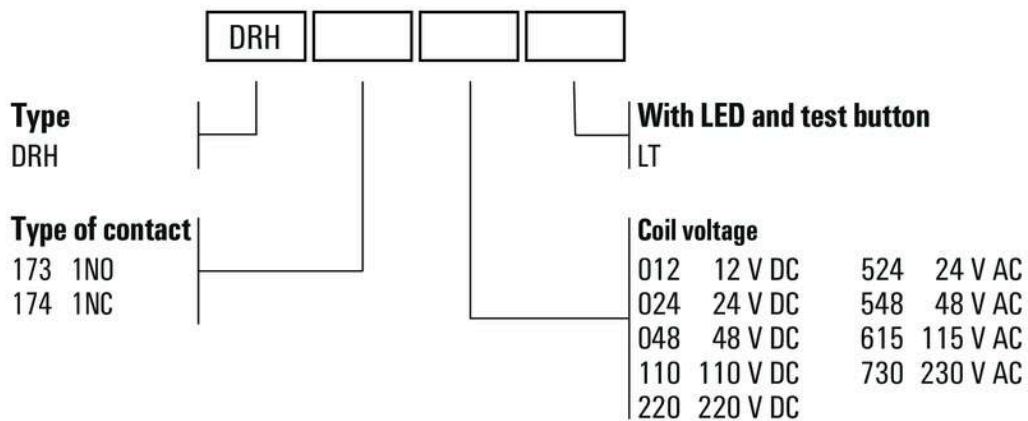 DRH
Type
DRH
With LED and test button
LT
Type of contact
173 1NO
174 1NC
Coil voltage
012 12 V DC 524 24 V AC
024 24 V DC 548 48 V AC
048 48 V DC 615 115 V AC
110 110 V DC 730 230 V AC
220 220 V DC